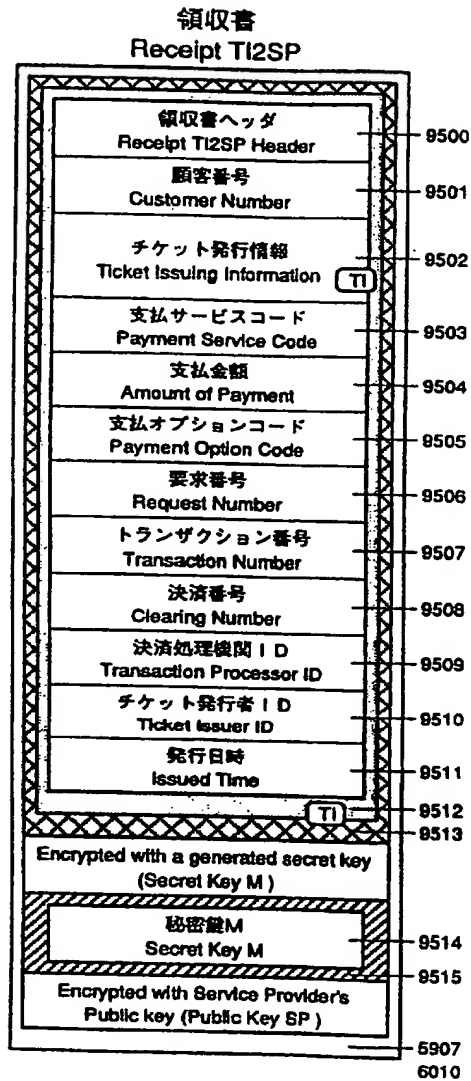 領収書
Receipt TI2SP
領収書ヘッダ
Receipt TI2SP Header
9500
顧客番号
Customer Number
9501
チケット発行情報
Ticket Issuing Information
TI
9502
支払サービスコード
Payment Service Code
9503
支払金額
Amount of Payment
9504
支払オプションコード
Payment Option Code
9505
要求番号
Request Number
9506
トランザクション番号
Transaction Number
9507
決済番号
Clearing Number
9508
決済処理機関ID
Transaction Processor ID
9509
チケット発行者ID
Ticket Issuer ID
9510
発行日時
Issued Time
9511
TI
9512
9513
Encrypted with a generated secret key
(Secret Key M )
秘密鍵M
Secret Key M
9514
9515
Encrypted with Service Provider's
Public key (Public Key SP )
5907
6010